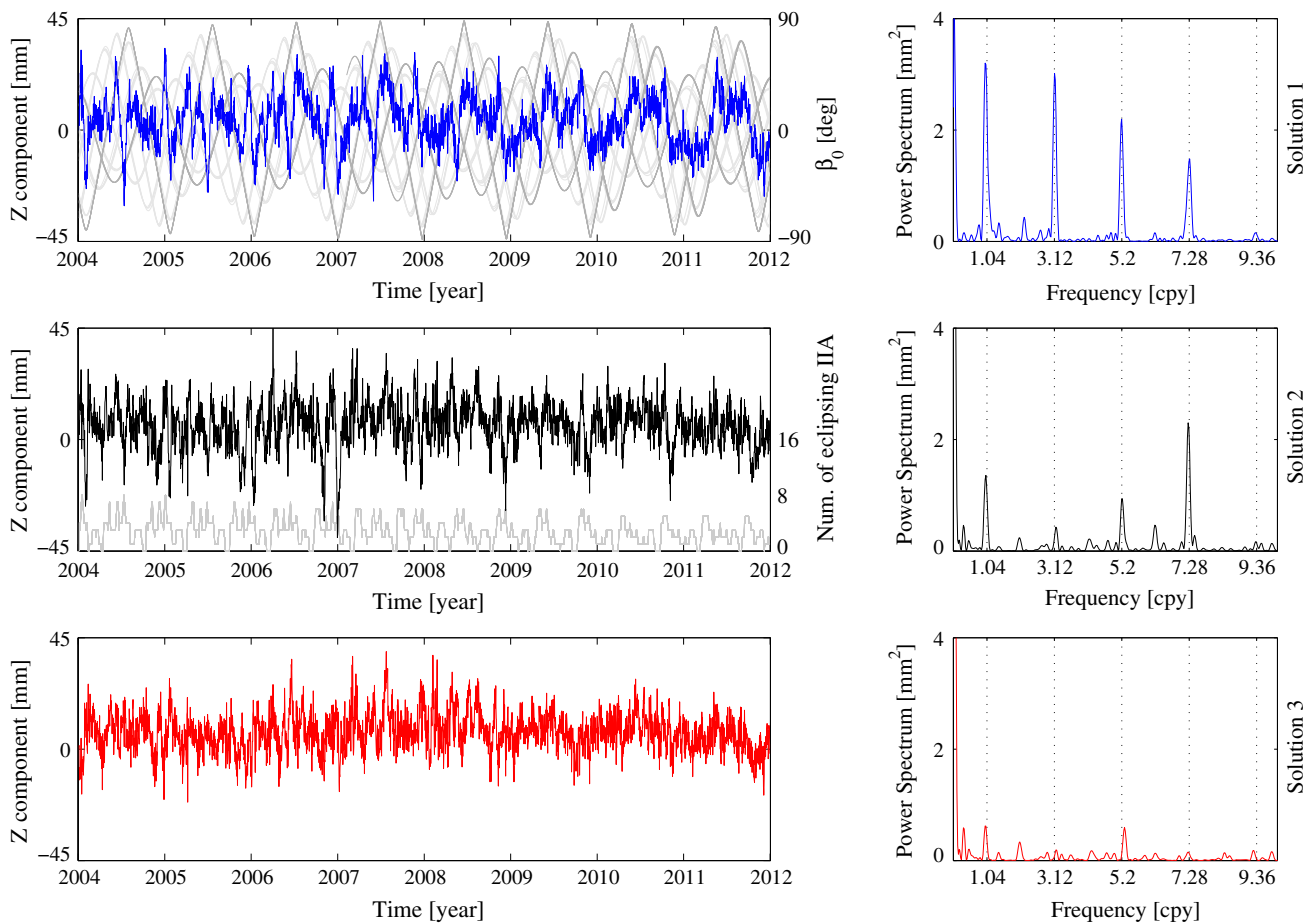 45
0
−45
Z component [mm]
2004 2005 2006 2007 2008 2009 2010 2011 2012
Time [year]
90
0
−90
β0 [deg]
4
2
0
Power Spectrum [mm2]
1.04 3.12 5.2 7.28 9.36
Frequency [cpy]
Solution 1
45
0
−45
Z component [mm]
2004 2005 2006 2007 2008 2009 2010 2011 2012
Time [year]
16
8
0
Num. of eclipsing IIA
4
2
0
Power Spectrum [mm2]
1.04 3.12 5.2 7.28 9.36
Frequency [cpy]
Solution 2
45
0
−45
Z component [mm]
2004 2005 2006 2007 2008 2009 2010 2011 2012
Time [year]
4
2
0
Power Spectrum [mm2]
1.04 3.12 5.2 7.28 9.36
Frequency [cpy]
Solution 3